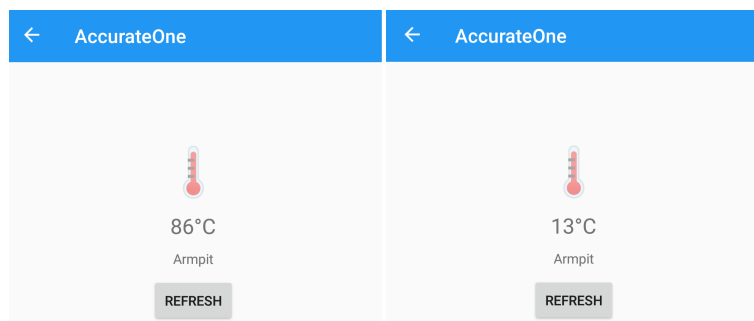 AccurateOne
86°C
Armpit
REFRESH
AccurateOne
13°C
Armpit
REFRESH